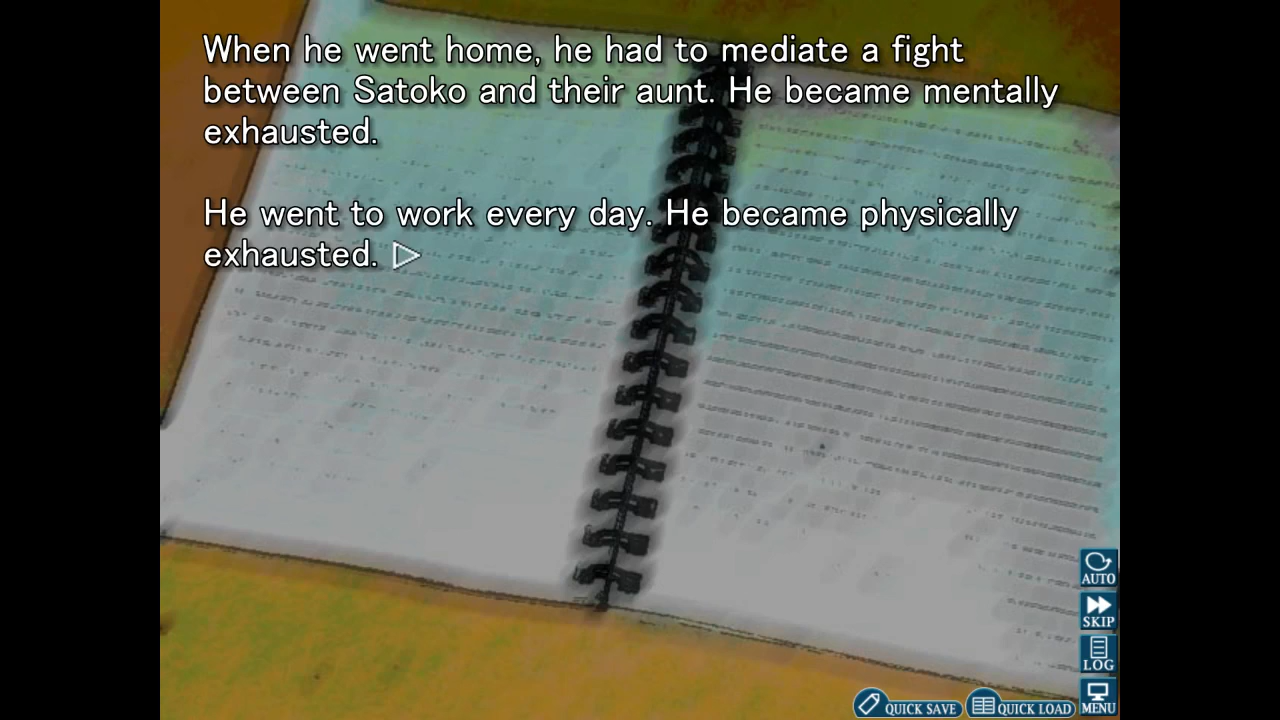 When he went home, he had to mediate a fight
between Satoko and their aunt. He became mentally
exhausted.
He went to work every day. He became physically
exhausted.
AUTO
SKIP
LOG
MENU
QUICK SAVE
QUICK LOAD